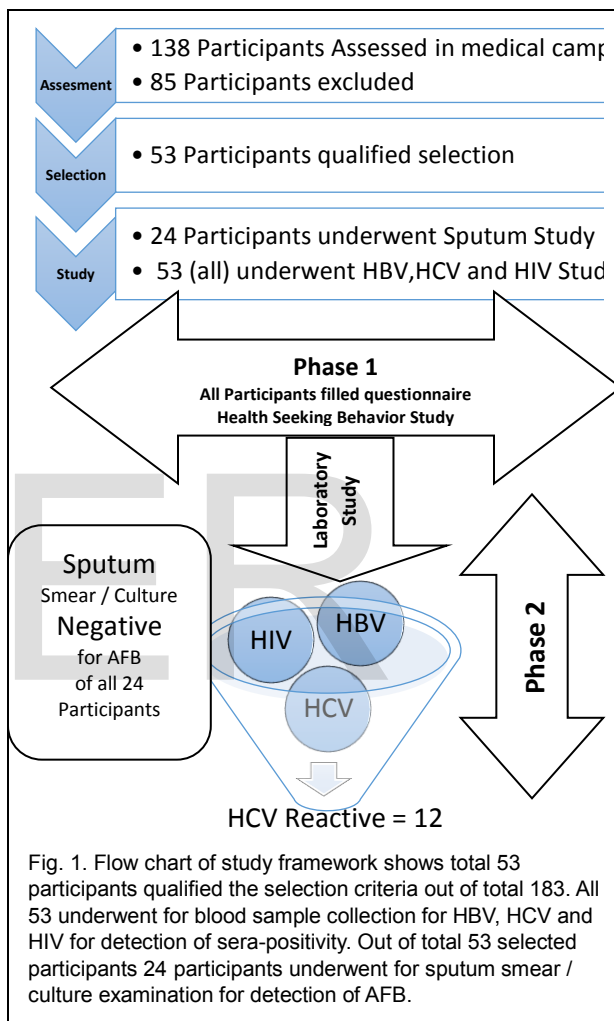 • 138 Participants Assessed in medical camp
• 85 Participants excluded
Assesment
• 53 Participants qualified selection
Selection
• 24 Participants underwent Sputum Study
• 53 (all) underwent HBV,HCV and HIV Stud
Study
Phase 1
All Participants filled questionnaire
Health Seeking Behavior Study
Laboratory
Study
ER
Sputum
Smear / Culture
Negative
for AFB
of all 24
Participants
HIV
HBV
HCV
Phase 2
HCV Reactive = 12
Fig. 1. Flow chart of study framework shows total 53
participants qualified the selection criteria out of total 183. All
53 underwent for blood sample collection for HBV, HCV and
HIV for detection of sera-positivity. Out of total 53 selected
participants 24 participants underwent for sputum smear /
culture examination for detection of AFB.